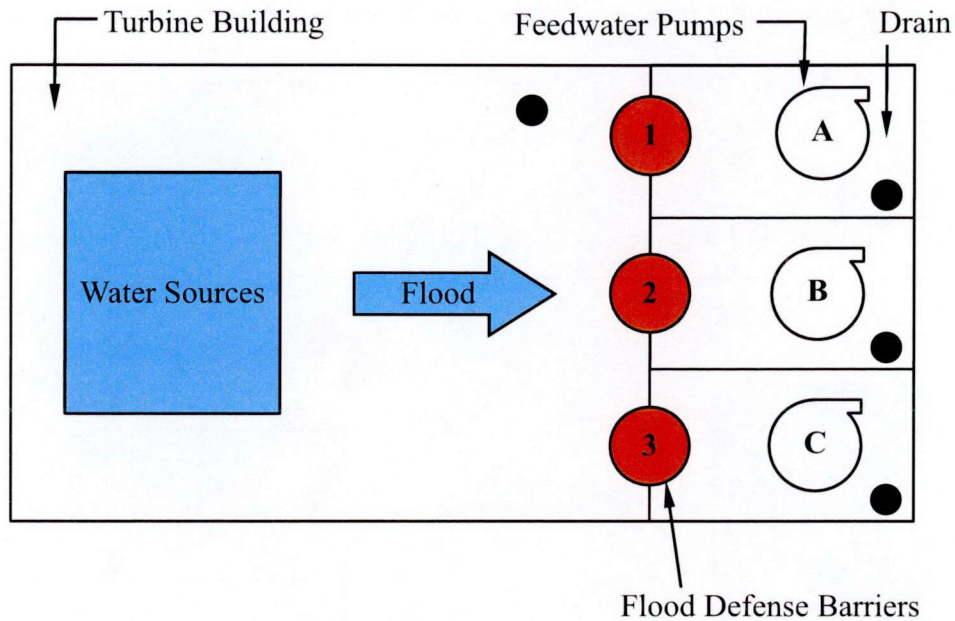 Turbine Building
Feedwater Pumps
Drain
1
A
Water Sources
Flood
2
B
3
C
Flood Defense Barriers